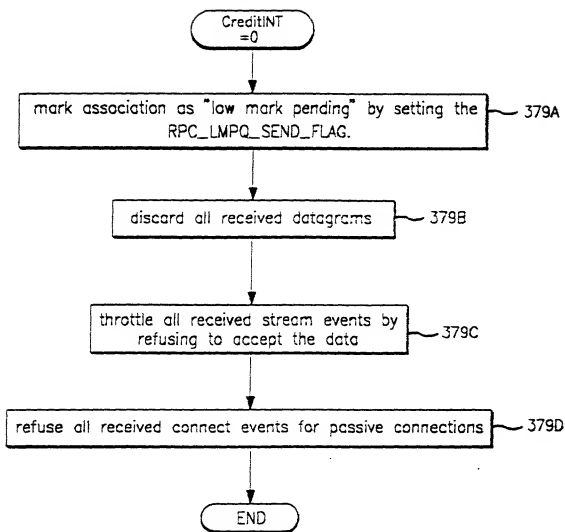 CreditINT
=0
mark association as "low mark pending" by setting the
RPC_LMPQ_SEND_FLAG.
379A
discard all received datagrams
379B
throttle all received stream events by
refusing to accept the data
379C
refuse all received connect events for passive connections
379D
END